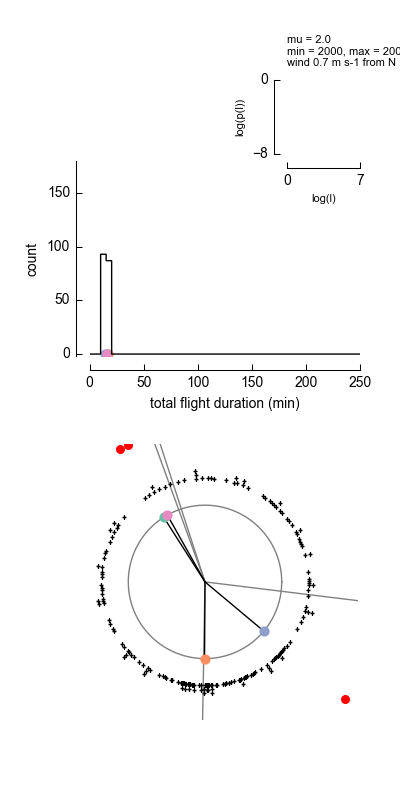 mu = 2.0
min = 2000, max = 200
wind 0.7 m s-1 from N
0
log(p(l))
−8
0 7
log(l)
150
100
count
50
0
0 50 100 150 200 250
total flight duration (min)